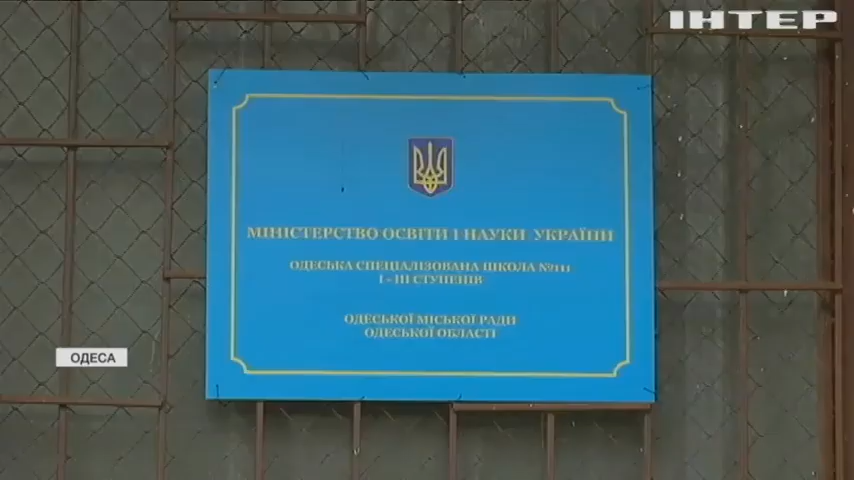 ІНТЕР
МІНІСТЕРСТВО ОСВІТИ І НАУКИ УКРАЇНИ
ОДЕСЬКА СПЕЦІАЛІЗОВАНА ШКОЛА №111
І - ІІІ СТУПЕНІВ
ОДЕСЬКОЇ МІСЬКОЇ РАДИ
ОДЕСЬКОЇ ОБЛАСТІ
ОДЕСА